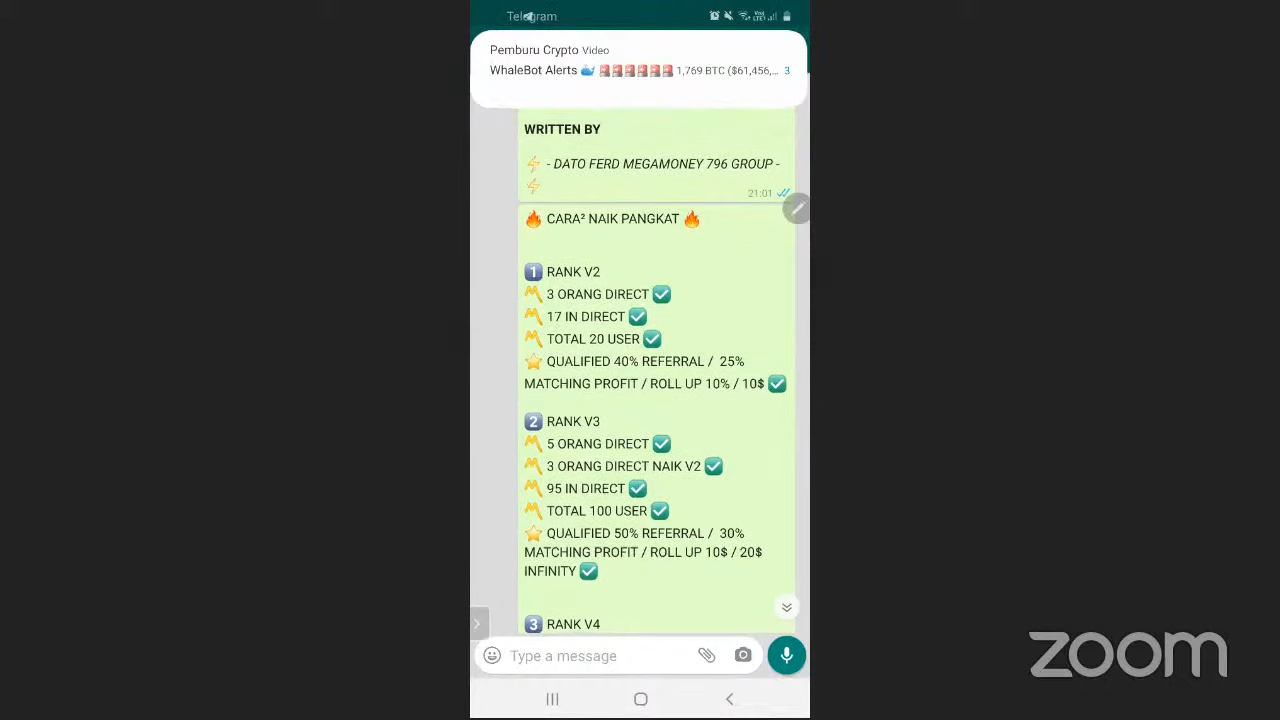 Telegram
Pemburu Crypto Video
WhaleBot Alerts 🐳 🚨🚨🚨🚨🚨🚨 1,769 BTC ($61,456,... 3
WRITTEN BY
⚡ - DATO FERD MEGAMONEY 796 GROUP -
⚡
21:01
🔥 CARA² NAIK PANGKAT 🔥
1️⃣ RANK V2
〽️ 3 ORANG DIRECT ✅
〽️ 17 IN DIRECT ✅
〽️ TOTAL 20 USER ✅
⭐ QUALIFIED 40% REFERRAL / 25%
MATCHING PROFIT / ROLL UP 10% / 10$ ✅
2️⃣ RANK V3
〽️ 5 ORANG DIRECT ✅
〽️ 3 ORANG DIRECT NAIK V2 ✅
〽️ 95 IN DIRECT ✅
〽️ TOTAL 100 USER ✅
⭐ QUALIFIED 50% REFERRAL / 30%
MATCHING PROFIT / ROLL UP 10$ / 20$
INFINITY ✅
3️⃣ RANK V4
Type a message
zoom